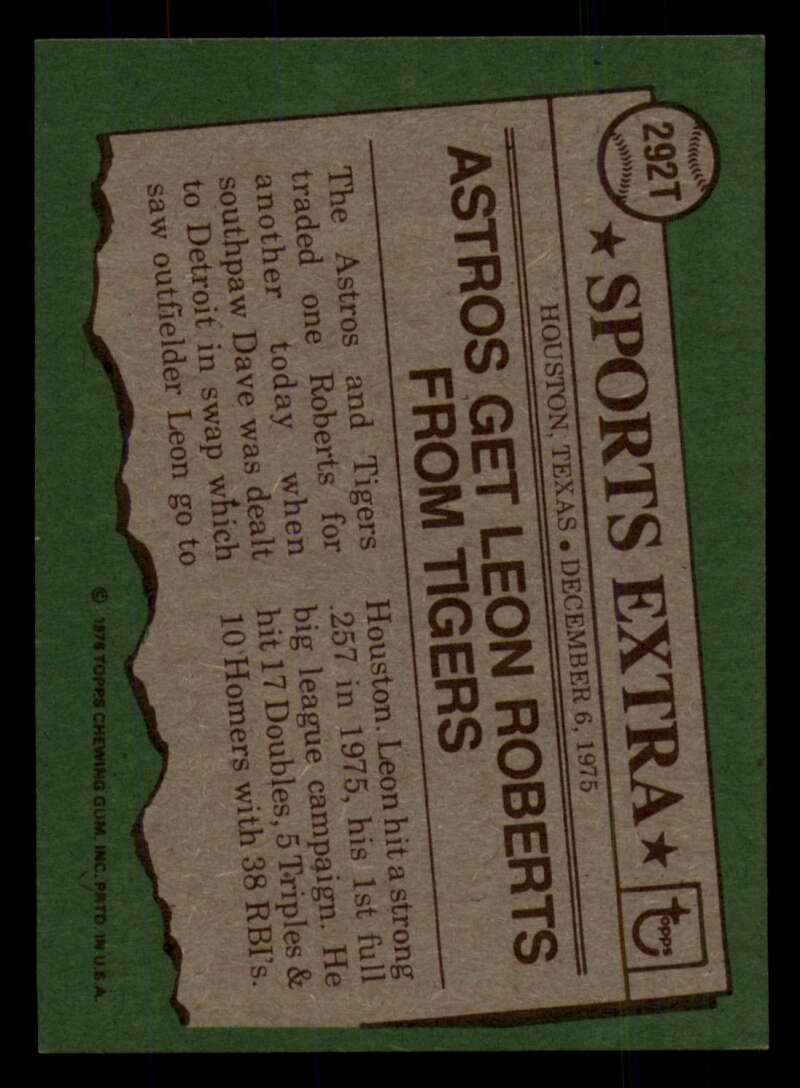 292T
★ SPORTS EXTRA ★
topps
HOUSTON, TEXAS • DECEMBER 6, 1975
ASTROS GET LEON ROBERTS
FROM TIGERS
The Astros and Tigers
traded one Roberts for
another today when
southpaw Dave was dealt
to Detroit in swap which
saw outfielder Leon go to
Houston. Leon hit a strong
.257 in 1975, his 1st full
big league campaign. He
hit 17 Doubles, 5 Triples &
10 Homers with 38 RBI's.
© 1976 TOPPS CHEWING GUM, INC. PRTD. IN U.S.A.